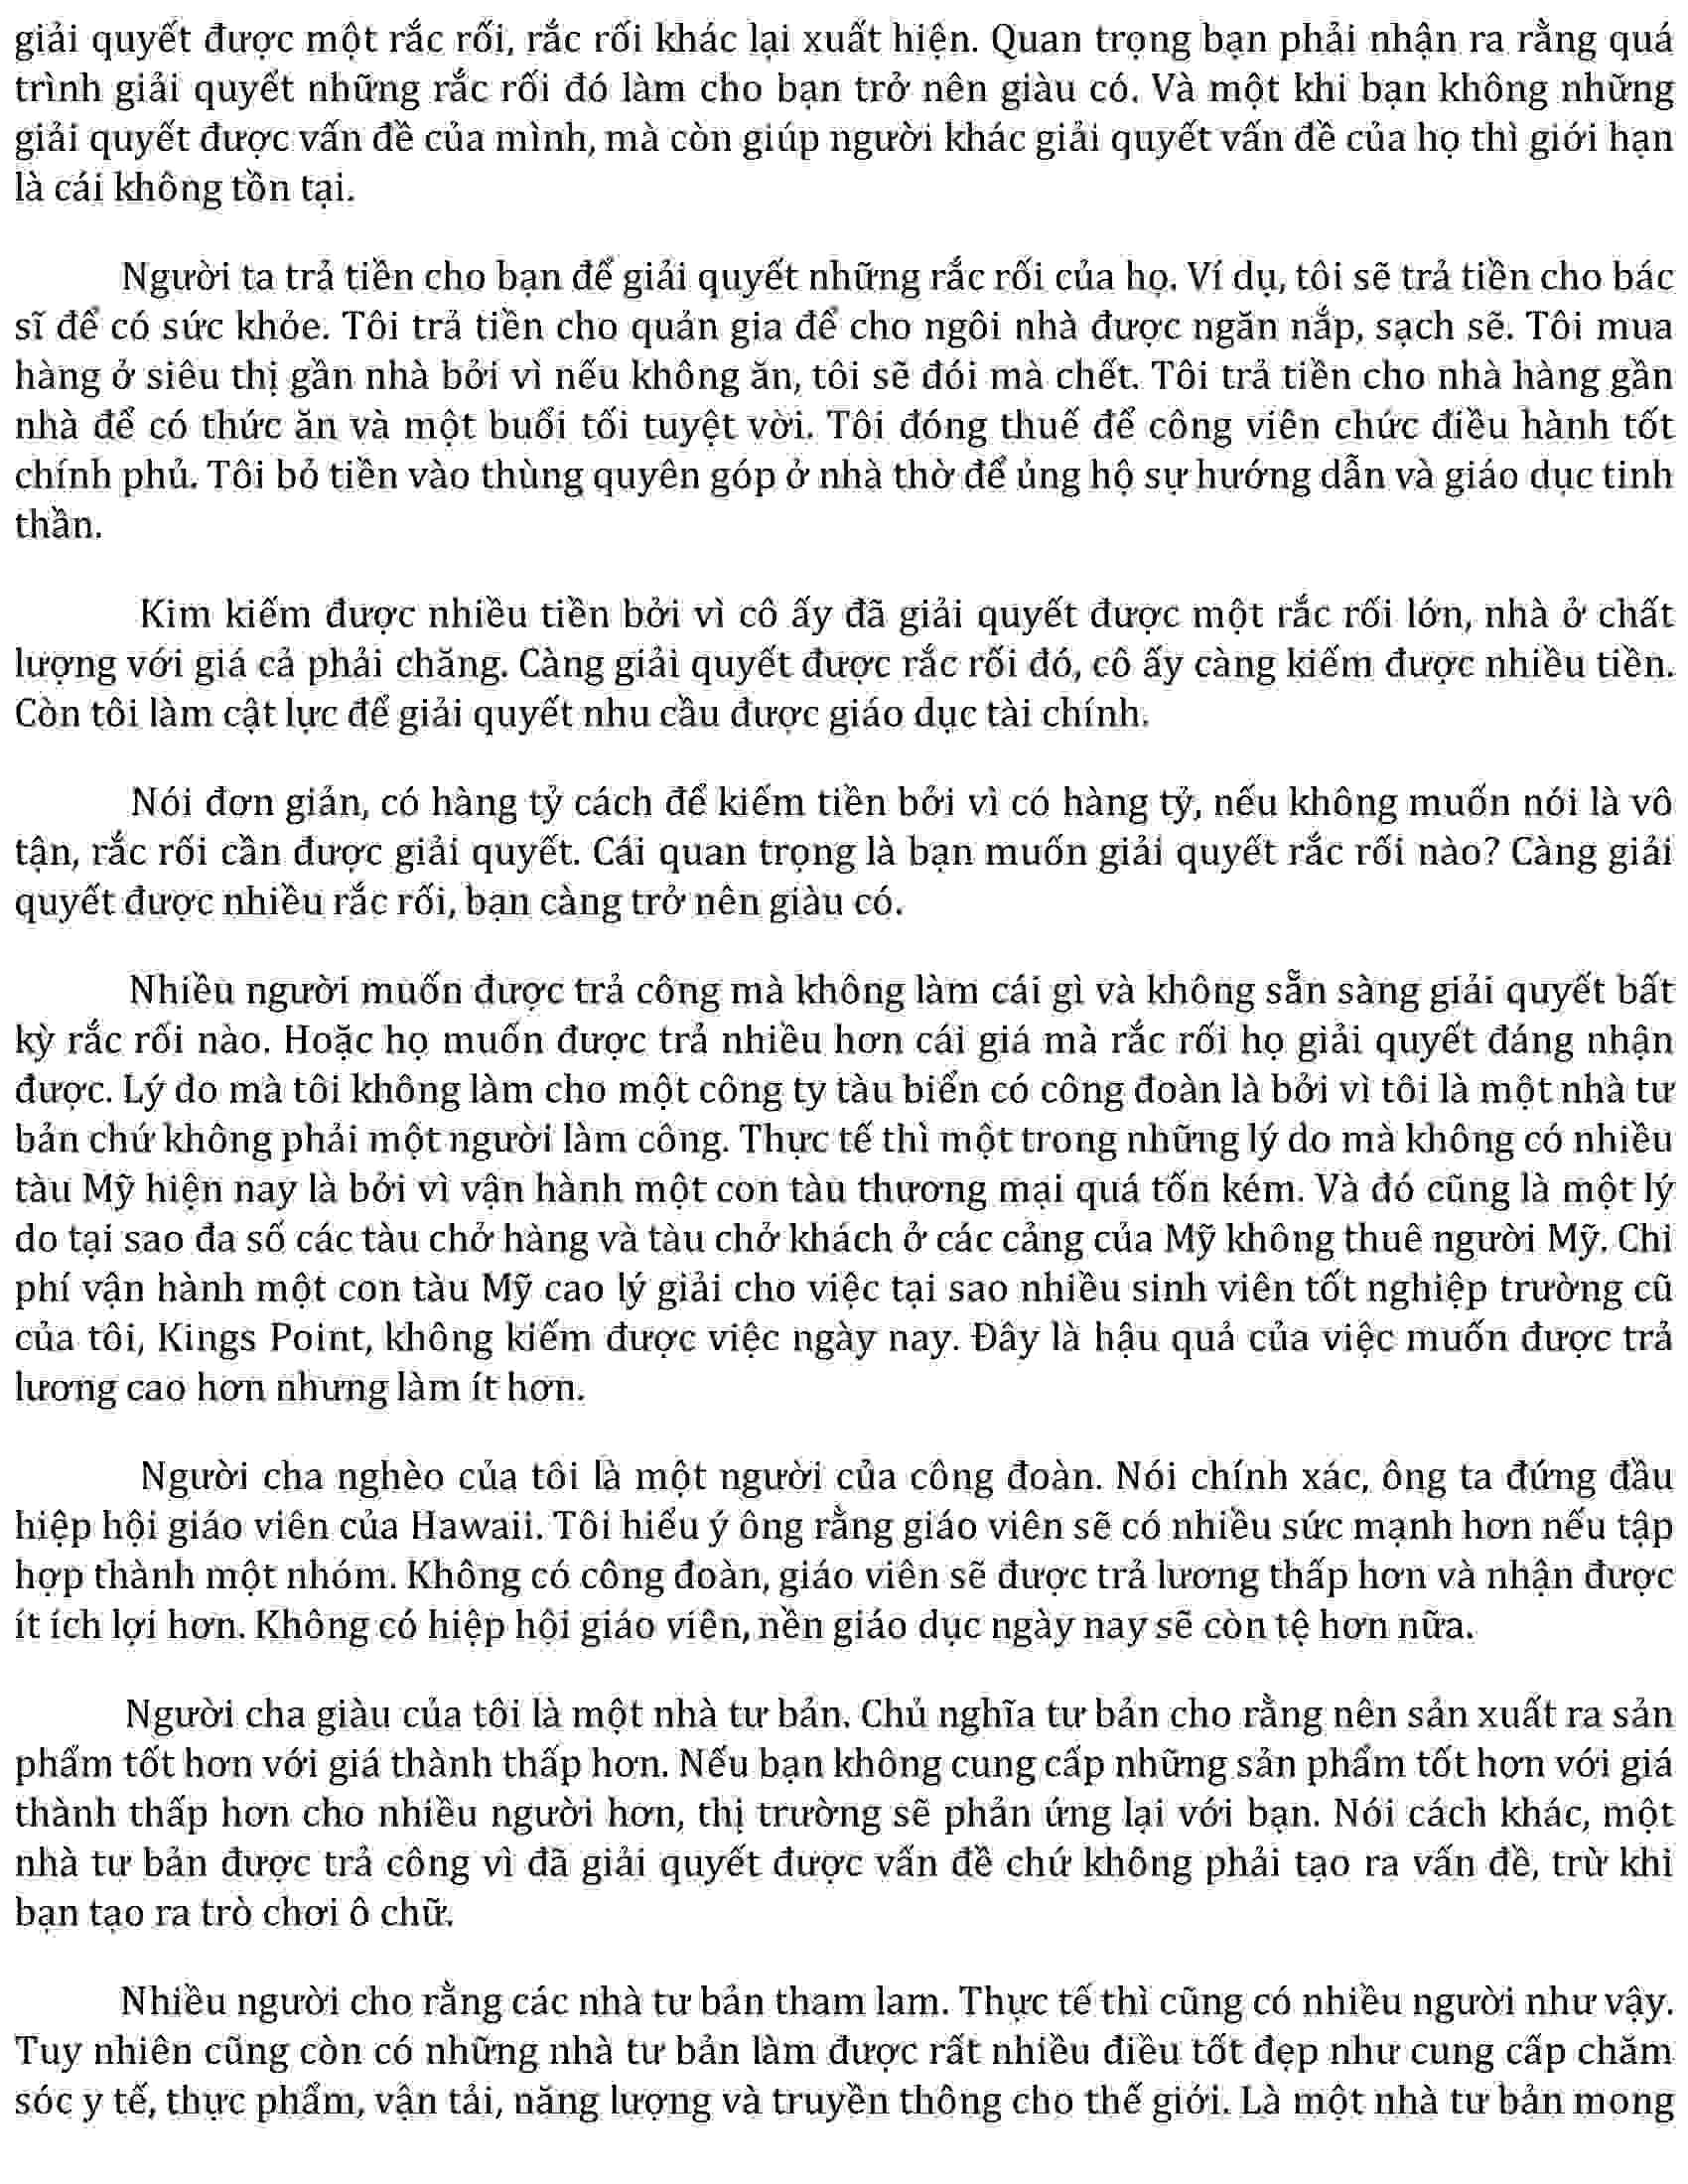 giải quyết được một rắc rối, rắc rối khác lại xuất hiện. Quan trọng bạn phải nhận ra rằng quá
trình giải quyết những rắc rối đó làm cho bạn trở nên giàu có. Và một khi bạn không những
giải quyết được vấn đề của mình, mà còn giúp người khác giải quyết vấn đề của họ thì giới hạn
là cái không tồn tại.
Người ta trả tiền cho bạn để giải quyết những rắc rối của họ. Ví dụ, tôi sẽ trả tiền cho bác
sĩ để có sức khỏe. Tôi trả tiền cho quản gia để cho ngôi nhà được ngăn nắp, sạch sẽ. Tôi mua
hàng ở siêu thị gần nhà bởi vì nếu không ăn, tôi sẽ đói mà chết. Tôi trả tiền cho nhà hàng gần
nhà để có thức ăn và một buổi tối tuyệt vời. Tôi đóng thuế để công viên chức điều hành tốt
chính phủ. Tôi bỏ tiền vào thùng quyên góp ở nhà thờ để ủng hộ sự hướng dẫn và giáo dục tinh
thần.
Kim kiếm được nhiều tiền bởi vì cô ấy đã giải quyết được một rắc rối lớn, nhà ở chất
lượng với giá cả phải chăng. Càng giải quyết được rắc rối đó, cô ấy càng kiếm được nhiều tiền.
Còn tôi làm cật lực để giải quyết nhu cầu được giáo dục tài chính.
Nói đơn giản, có hàng tỷ cách để kiếm tiền bởi vì có hàng tỷ, nếu không muốn nói là vô
tận, rắc rối cần được giải quyết. Cái quan trọng là bạn muốn giải quyết rắc rối nào? Càng giải
quyết được nhiều rắc rối, bạn càng trở nên giàu có.
Nhiều người muốn được trả công mà không làm cái gì và không sẵn sàng giải quyết bất
kỳ rắc rối nào. Hoặc họ muốn được trả nhiều hơn cái giá mà rắc rối họ giải quyết đáng nhận
được. Lý do mà tôi không làm cho một công ty tàu biển có công đoàn là bởi vì tôi là một nhà tư
bản chứ không phải một người làm công. Thực tế thì một trong những lý do mà không có nhiều
tàu Mỹ hiện nay là bởi vì vận hành một con tàu thương mại quá tốn kém. Và đó cũng là một lý
do tại sao đa số các tàu chở hàng và tàu chở khách ở các cảng của Mỹ không thuê người Mỹ. Chi
phí vận hành một con tàu Mỹ cao lý giải cho việc tại sao nhiều sinh viên tốt nghiệp trường cũ
của tôi, Kings Point, không kiếm được việc ngày nay. Đây là hậu quả của việc muốn được trả
lương cao hơn nhưng làm ít hơn.
Người cha nghèo của tôi là một người của công đoàn. Nói chính xác, ông ta đứng đầu
hiệp hội giáo viên của Hawaii. Tôi hiểu ý ông rằng giáo viên sẽ có nhiều sức mạnh hơn nếu tập
hợp thành một nhóm. Không có công đoàn, giáo viên sẽ được trả lương thấp hơn và nhận được
ít ích lợi hơn. Không có hiệp hội giáo viên, nền giáo dục ngày nay sẽ còn tệ hơn nữa.
Người cha giàu của tôi là một nhà tư bản. Chủ nghĩa tư bản cho rằng nên sản xuất ra sản
phẩm tốt hơn với giá thành thấp hơn. Nếu bạn không cung cấp những sản phẩm tốt hơn với giá
thành thấp hơn cho nhiều người hơn, thị trường sẽ phản ứng lại với bạn. Nói cách khác, một
nhà tư bản được trả công vì đã giải quyết được vấn đề chứ không phải tạo ra vấn đề, trừ khi
bạn tạo ra trò chơi ô chữ.
Nhiều người cho rằng các nhà tư bản tham lam. Thực tế thì cũng có nhiều người như vậy.
Tuy nhiên cũng còn có những nhà tư bản làm được rất nhiều điều tốt đẹp như cung cấp chăm
sóc y tế, thực phẩm, vận tải, năng lượng và truyền thông cho thế giới. Là một nhà tư bản mong